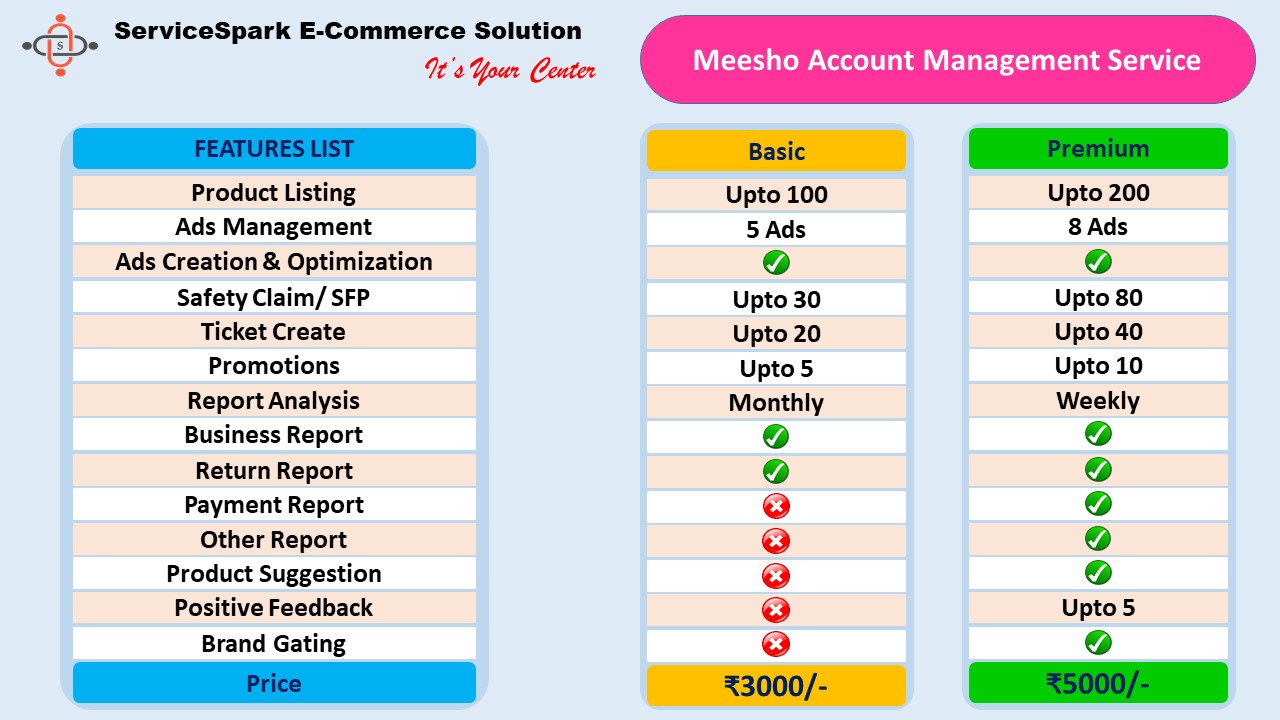 ServiceSpark E-Commerce Solution
It's Your Center
S
Meesho Account Management Service
FEATURES LIST Basic Premium
Product Listing Upto 100 Upto 200
Ads Management 5 Ads 8 Ads
Ads Creation & Optimization
Safety Claim/ SFP Upto 30 Upto 80
Ticket Create Upto 20 Upto 40
Promotions Upto 5 Upto 10
Report Analysis Monthly Weekly
Business Report
Return Report
Payment Report
Other Report
Product Suggestion
Positive Feedback Upto 5
Brand Gating
Price ₹3000/- ₹5000/-